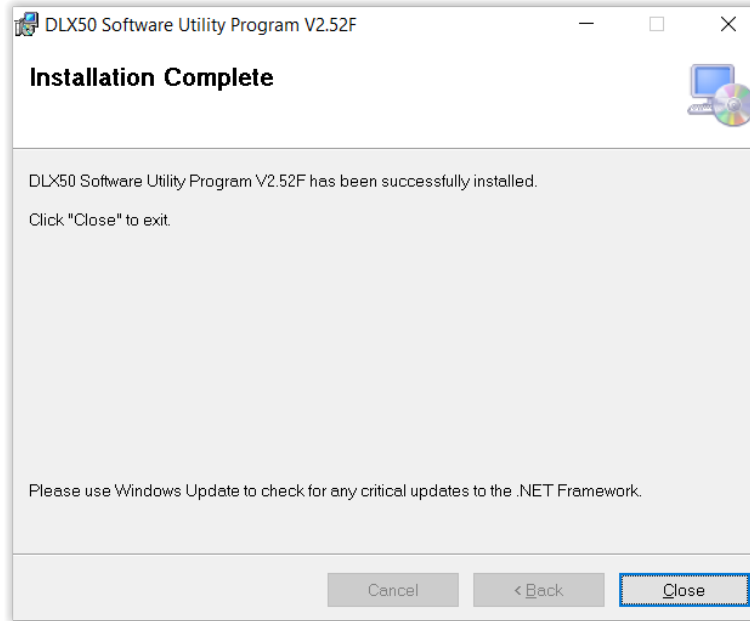 DLX50 Software Utility Program V2.52F
Installation Complete
DLX50 Software Utility Program V2.52F has been successfully installed.
Click "Close" to exit.
Please use Windows Update to check for any critical updates to the .NET Framework.
Cancel
< Back
Close